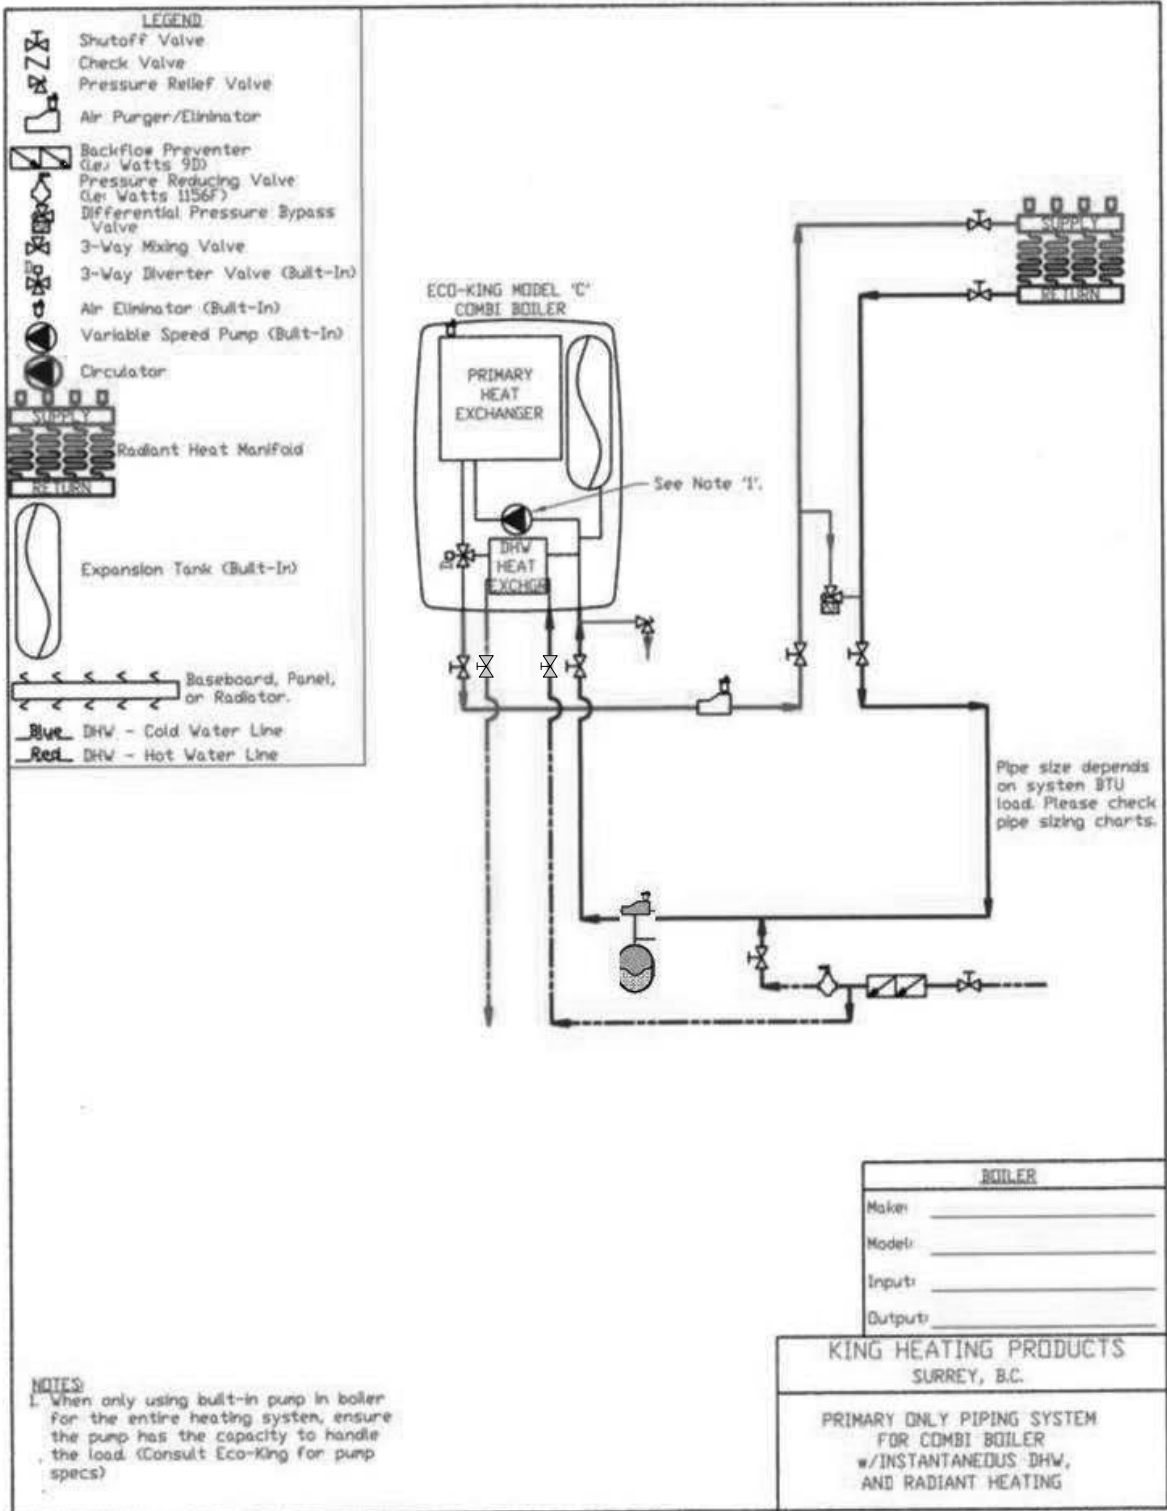 LEGEND
Shutoff Valve
Check Valve
Pressure Relief Valve
Air Purger/Eliminator
Backflow Preventer
(i.e: Watts 9D)
Pressure Reducing Valve
(i.e: Watts 1156F)
Differential Pressure Bypass
Valve
3-Way Mixing Valve
3-Way Diverter Valve (Built-In)
Air Eliminator (Built-In)
Variable Speed Pump (Built-In)
Circulator
SUPPLY
Radiant Heat Manifold
RETURN
Expansion Tank (Built-In)
Baseboard, Panel,
or Radiator.
Blue DHW - Cold Water Line
Red DHW - Hot Water Line
ECO-KING MODEL 'C'
COMBI BOILER
PRIMARY
HEAT
EXCHANGER
See Note '1'.
DHW
HEAT
EXCHGR
SUPPLY
RETURN
Pipe size depends
on system BTU
load. Please check
pipe sizing charts.
BOILER
Make:
Model:
Input:
Output:
KING HEATING PRODUCTS
SURREY, B.C.
PRIMARY ONLY PIPING SYSTEM
FOR COMBI BOILER
w/INSTANTANEOUS DHW,
AND RADIANT HEATING
NOTES:
1. When only using built-in pump in boiler
for the entire heating system, ensure
the pump has the capacity to handle
the load. (Consult Eco-King for pump
specs)